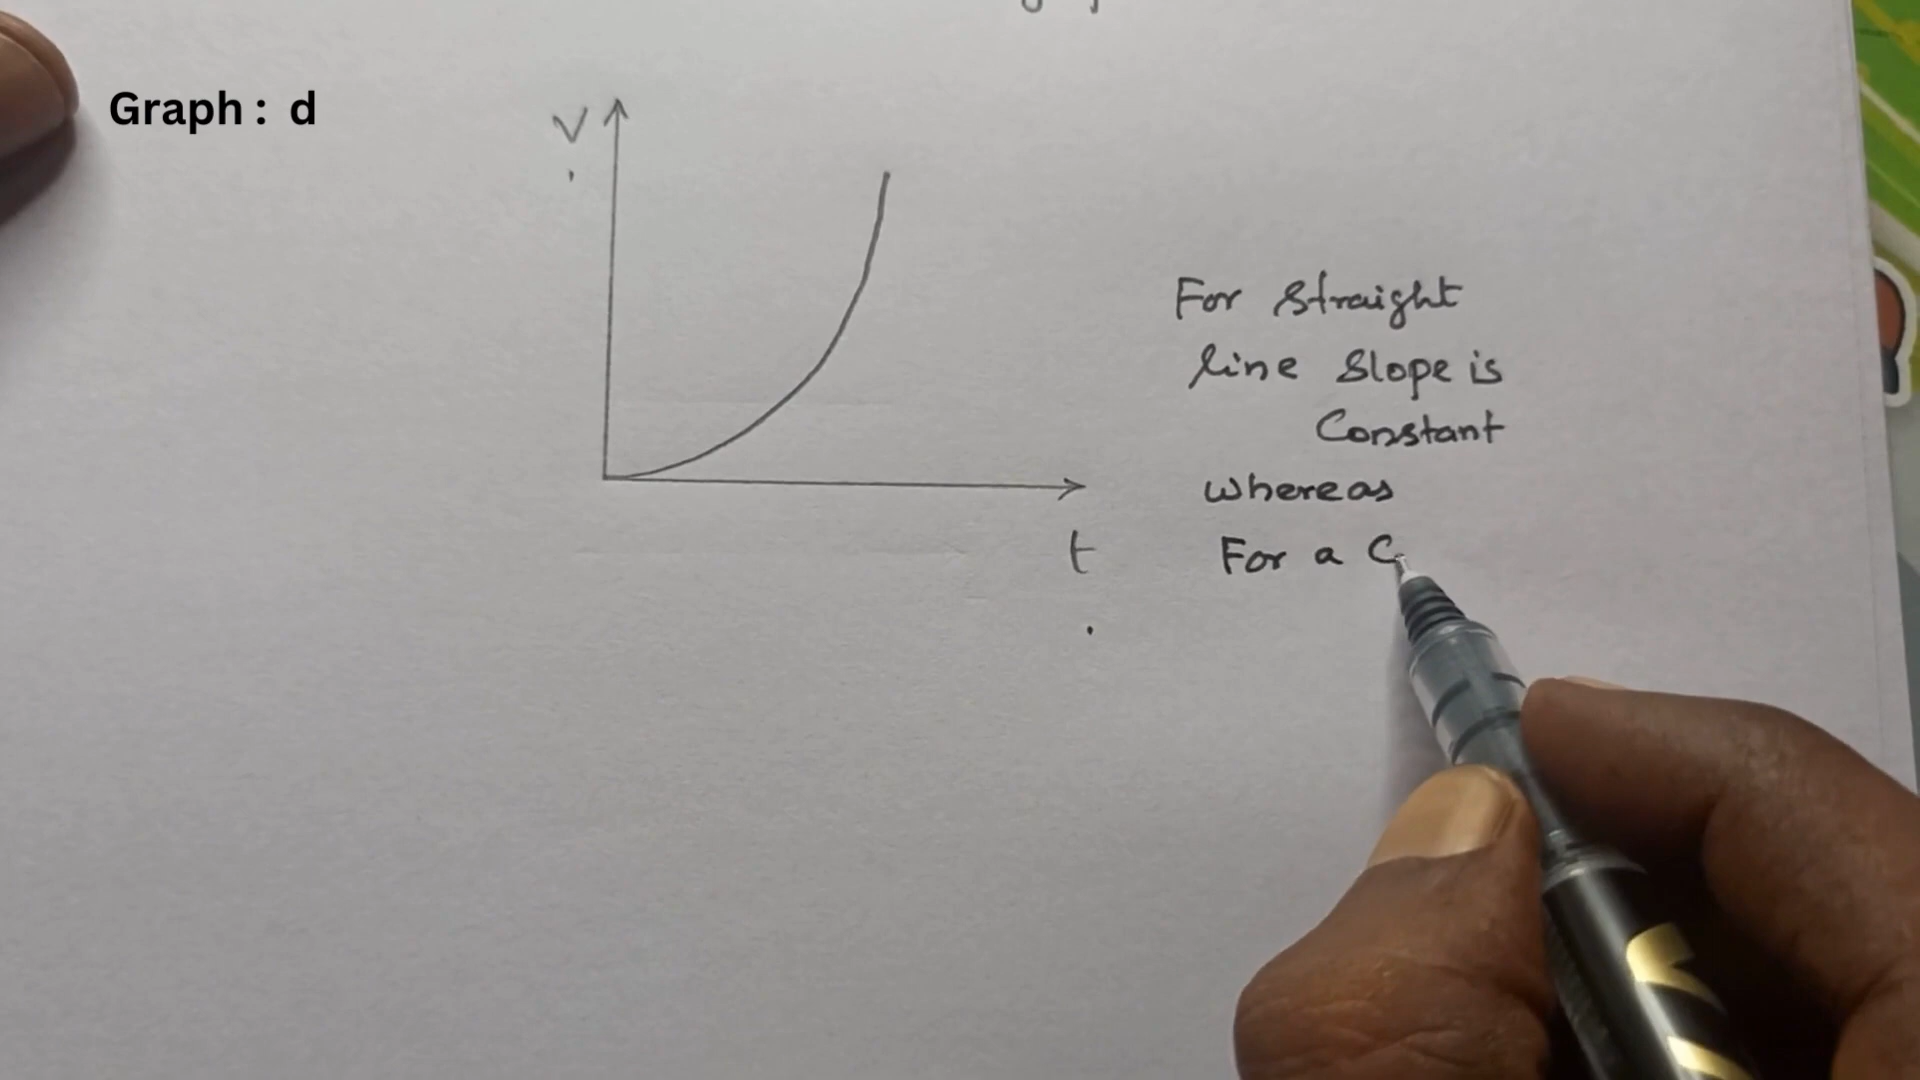 Graph : d
V
t
For straight
line slope is
Constant
whereas
For a C